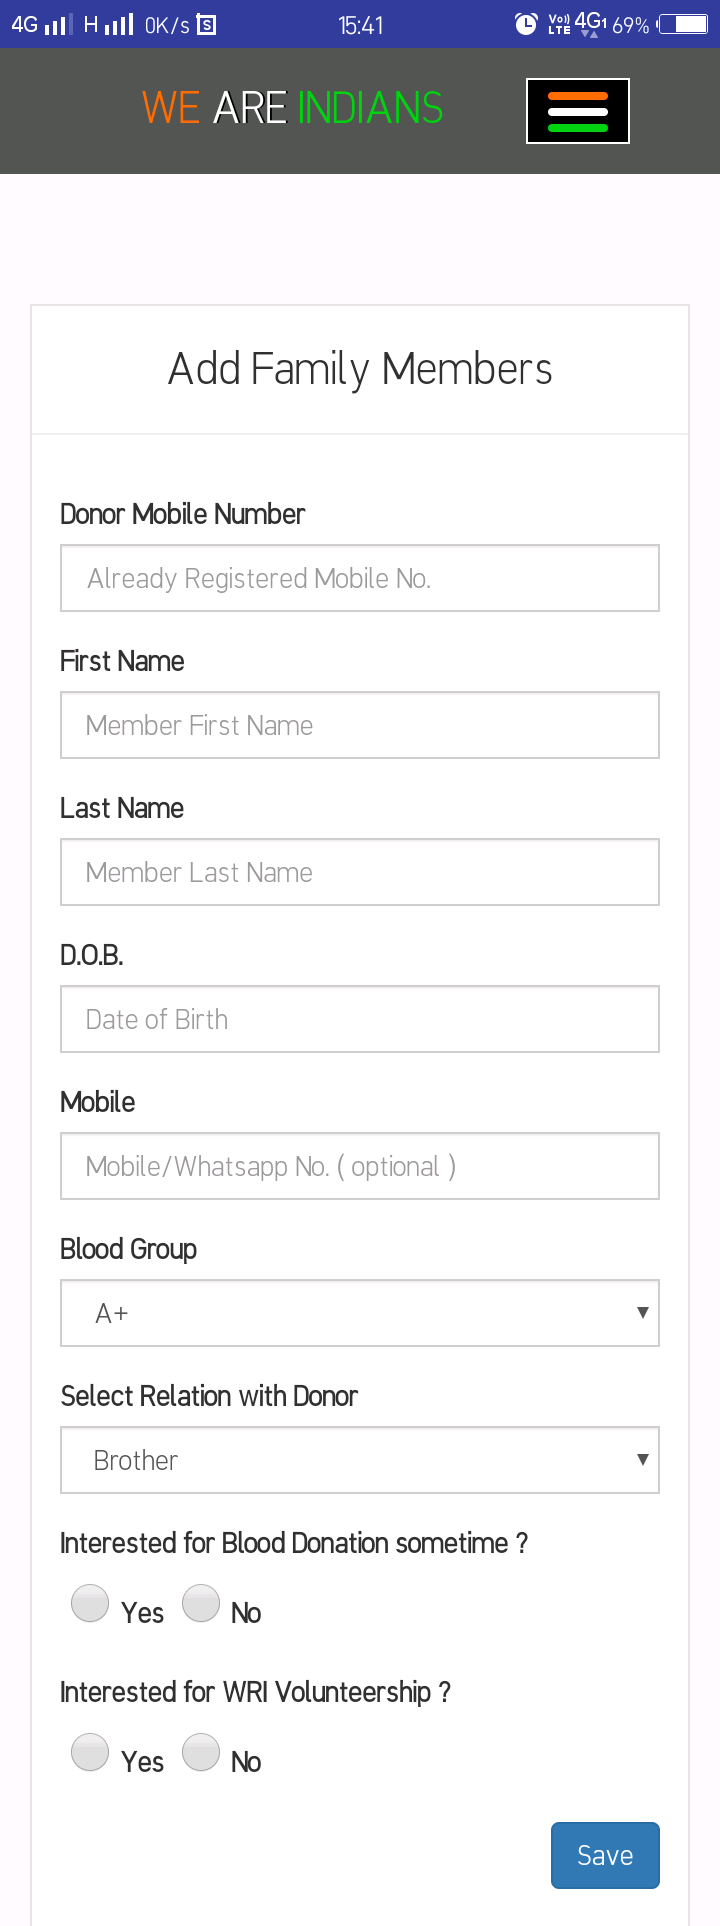 4G H 0K/s S 15:41 Vo)) LTE 4G1 69%
WE ARE INDIANS
Add Family Members
Donor Mobile Number
Already Registered Mobile No.
First Name
Member First Name
Last Name
Member Last Name
D.O.B.
Date of Birth
Mobile
Mobile/Whatsapp No. ( optional )
Blood Group
A+
Select Relation with Donor
Brother
Interested for Blood Donation sometime ?
Yes No
Interested for WRI Volunteership ?
Yes No
Save